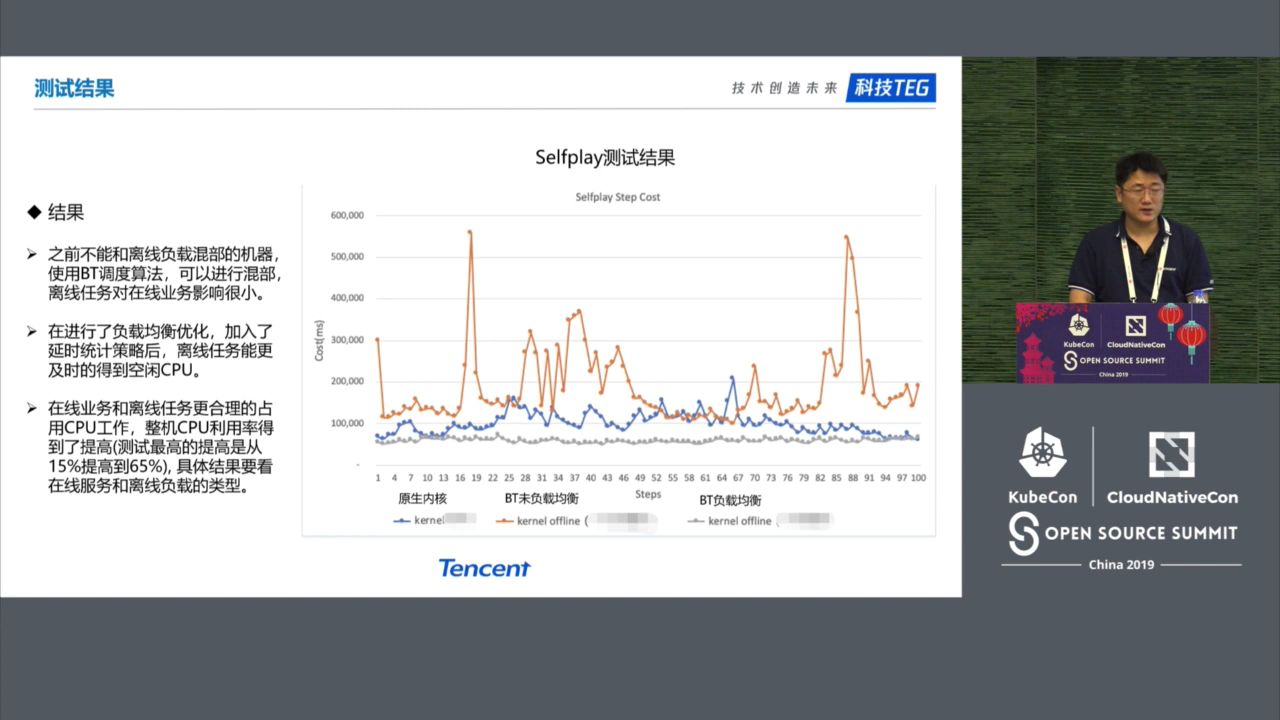 测试结果
技术创造未来
科技TEG
Selfplay测试结果
◆ 结果
➢ 之前不能和离线负载混部的机器，
使用BT调度算法，可以进行混部，
离线任务对在线业务影响很小。
➢ 在进行了负载均衡优化，加入了
延时统计策略后，离线任务能更
及时的得到空闲CPU。
➢ 在线业务和离线任务更合理的占
用CPU工作，整机CPU利用率得
到了提高(测试最高的提高是从
15%提高到65%), 具体结果要看
在线服务和离线负载的类型。
Selfplay Step Cost
Cost(ms)
600,000
500,000
400,000
300,000
200,000
100,000
-
1 4 7 10 13 16 19 22 25 28 31 34 37 40 43 46 49 52 55 58 61 64 67 70 73 76 79 82 85 88 91 94 97 100
Steps
原生内核 BT未负载均衡 BT负载均衡
kernel kernel offline ( kernel offline (
Tencent
KubeCon CloudNativeCon
OPEN SOURCE SUMMIT
China 2019
KubeCon CloudNativeCon
OPEN SOURCE SUMMIT
China 2019